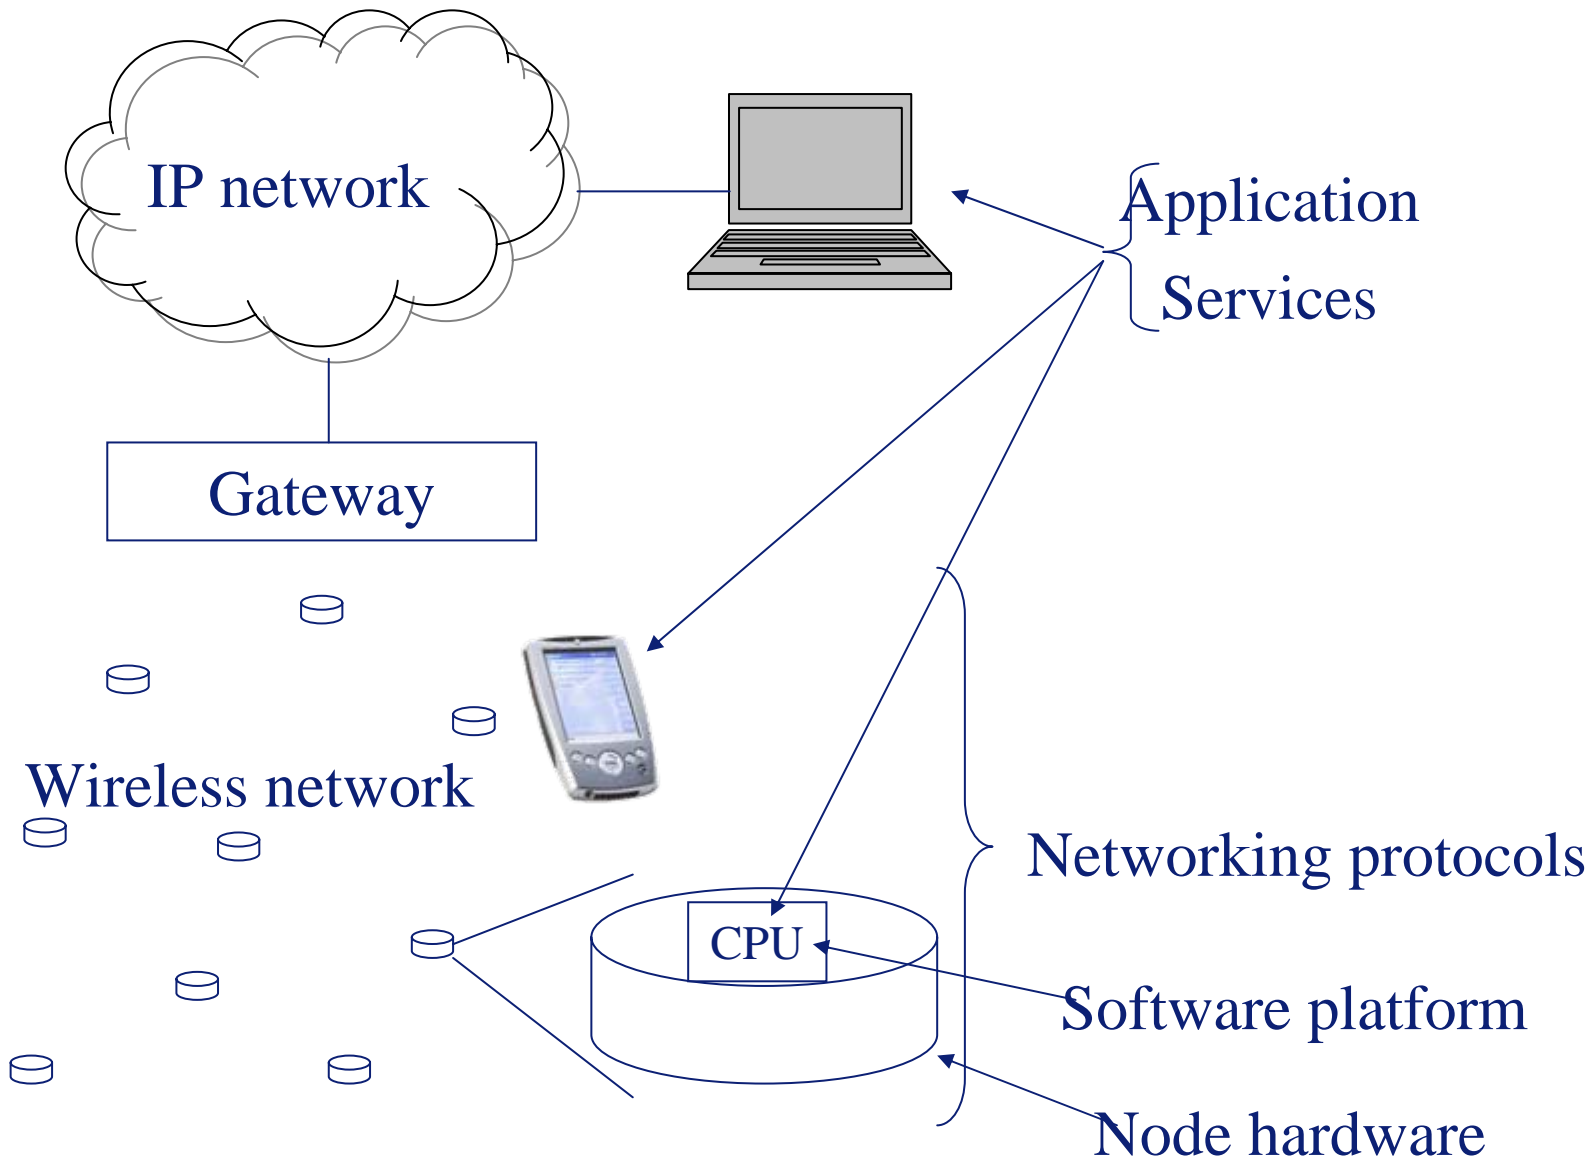 IP network
Application
Services
Gateway
Wireless network
Networking protocols
CPU
Software platform
Node hardware